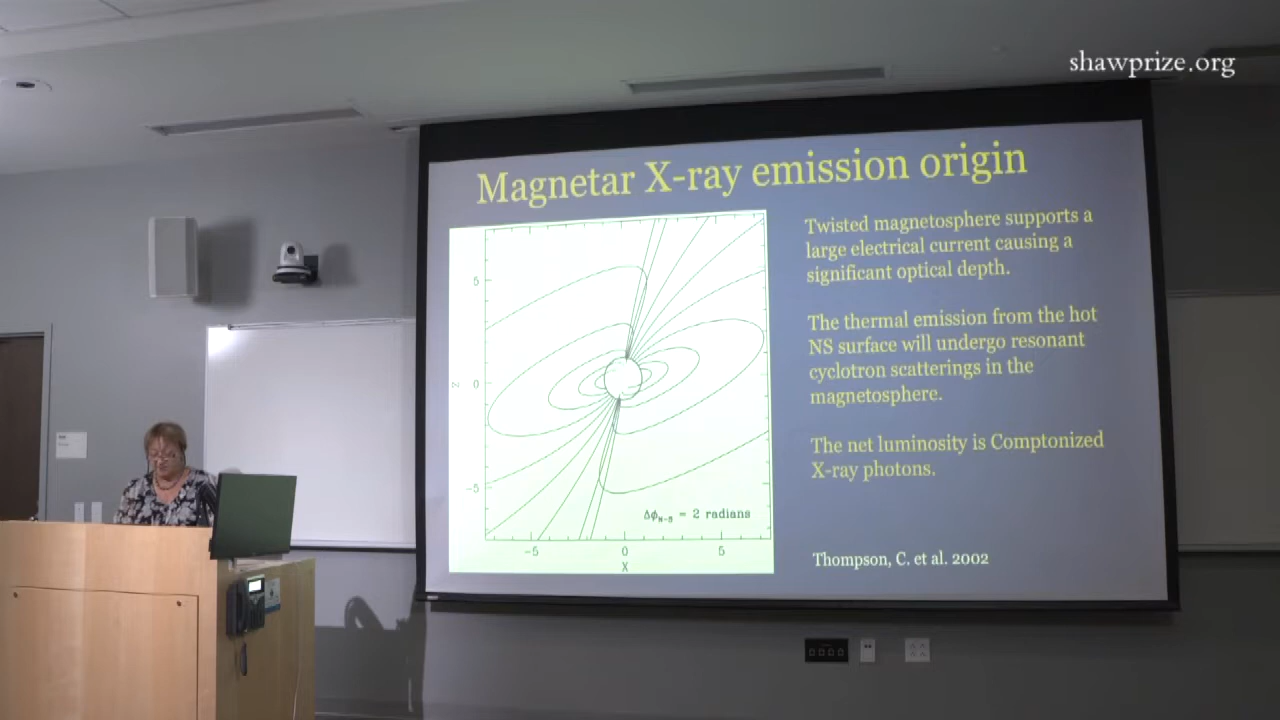 shawprize.org
Magnetar X-ray emission origin
Twisted magnetosphere supports a
large electrical current causing a
significant optical depth.
The thermal emission from the hot
NS surface will undergo resonant
cyclotron scatterings in the
magnetosphere.
The net luminosity is Comptonized
X-ray photons.
Thompson, C. et al. 2002
5
Z 0
-5
ΔφN-S = 2 radians
-5 0 5
X